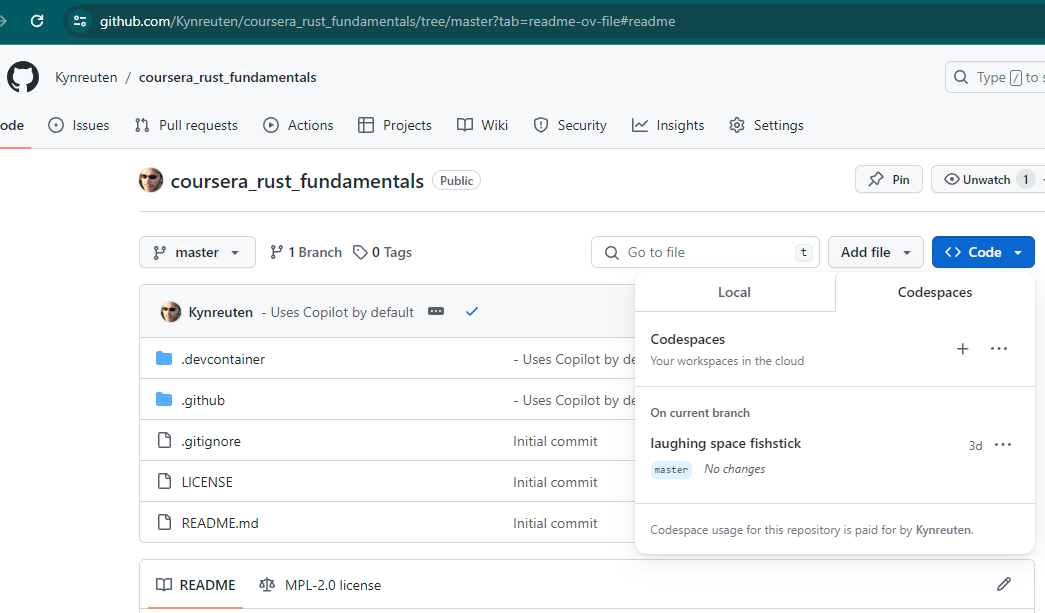 github.com/Kynreuten/coursera_rust_fundamentals/tree/master?tab=readme-ov-file#readme
Kynreuten / coursera_rust_fundamentals
Type / to s
ode Issues Pull requests Actions Projects Wiki Security Insights Settings
coursera_rust_fundamentals Public
Pin
Unwatch 1
master
1 Branch
0 Tags
Go to file t
Add file
<> Code
Kynreuten - Uses Copilot by default
.devcontainer - Uses Copilot by de
.github - Uses Copilot by de
.gitignore Initial commit
LICENSE Initial commit
README.md Initial commit
Local Codespaces
Codespaces
Your workspaces in the cloud
On current branch
laughing space fishstick 3d
master No changes
Codespace usage for this repository is paid for by Kynreuten.
README MPL-2.0 license